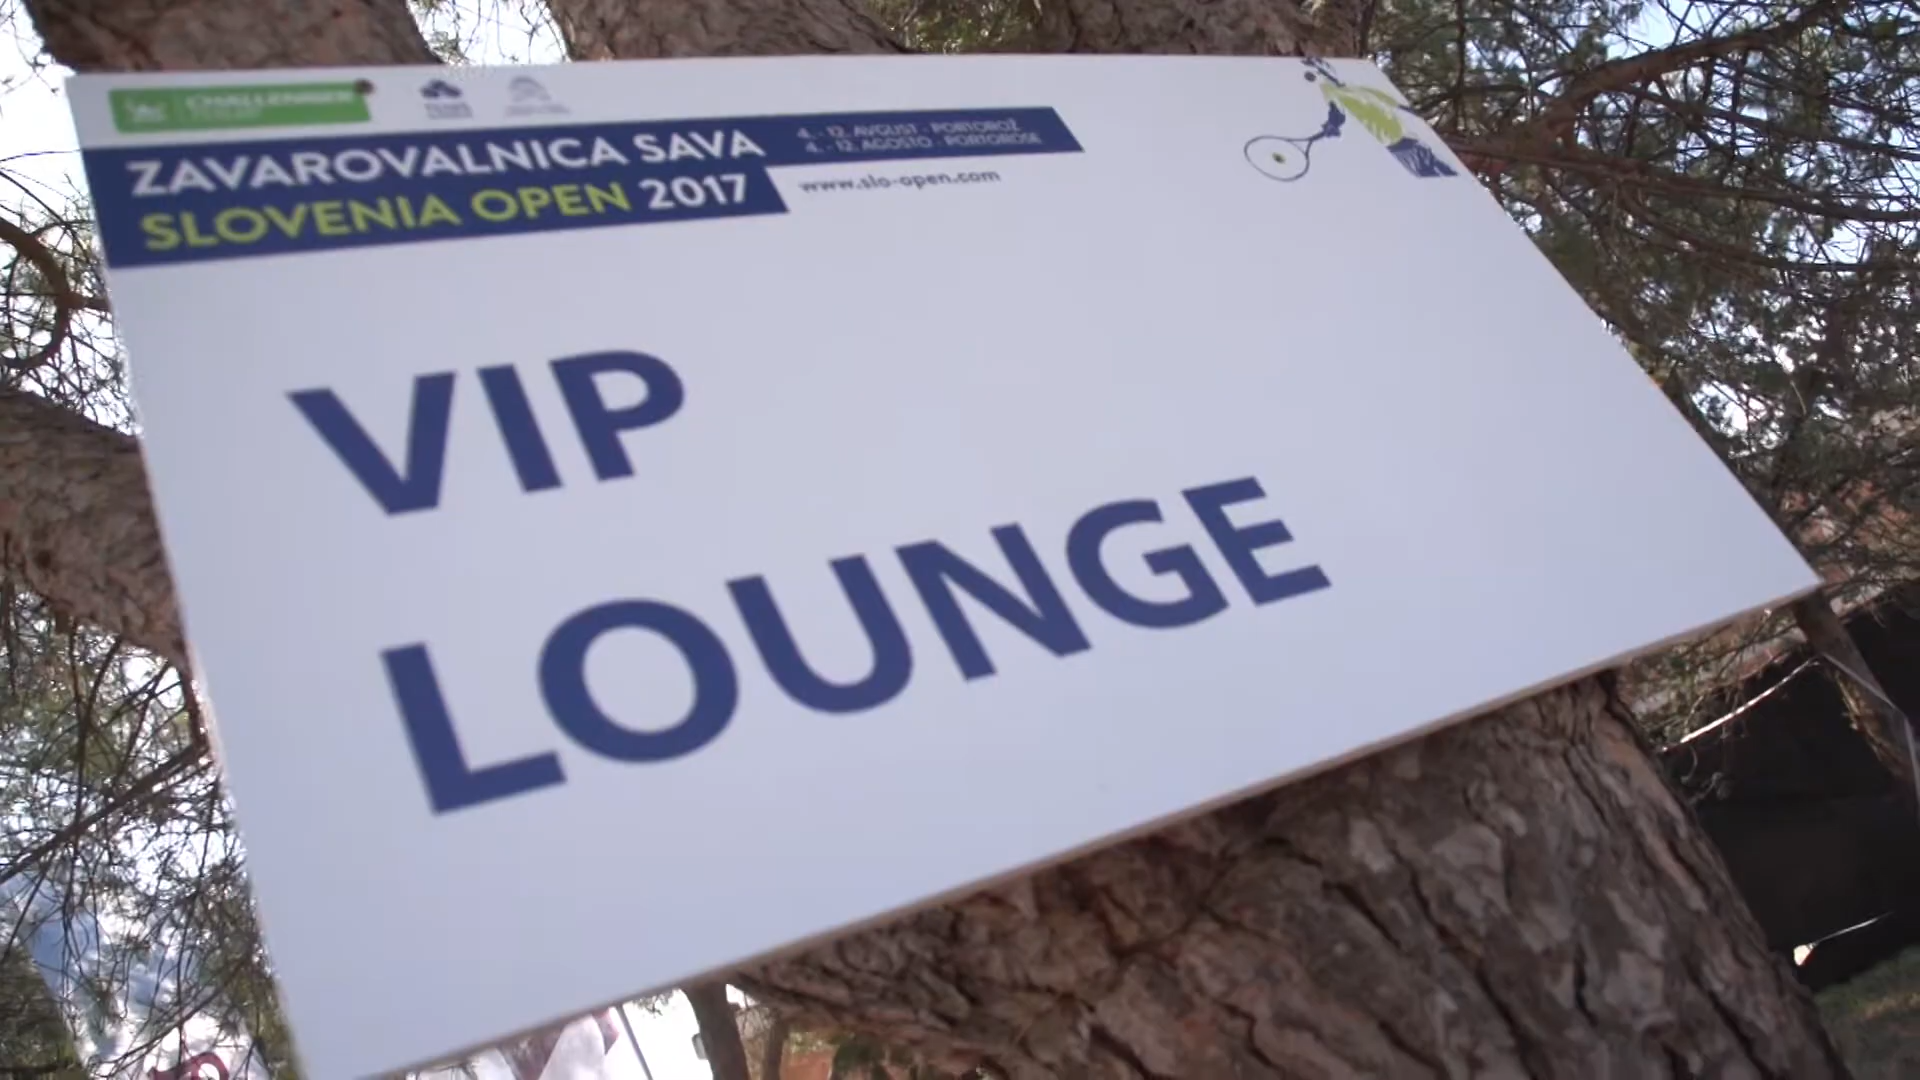 CHALLENGER
ZAVAROVALNICA SAVA
SLOVENIA OPEN 2017
4. - 12. AVGUST - PORTOROŽ
4. - 12. AGOSTO - PORTOROSE
www.slo-open.com
VIP
LOUNGE